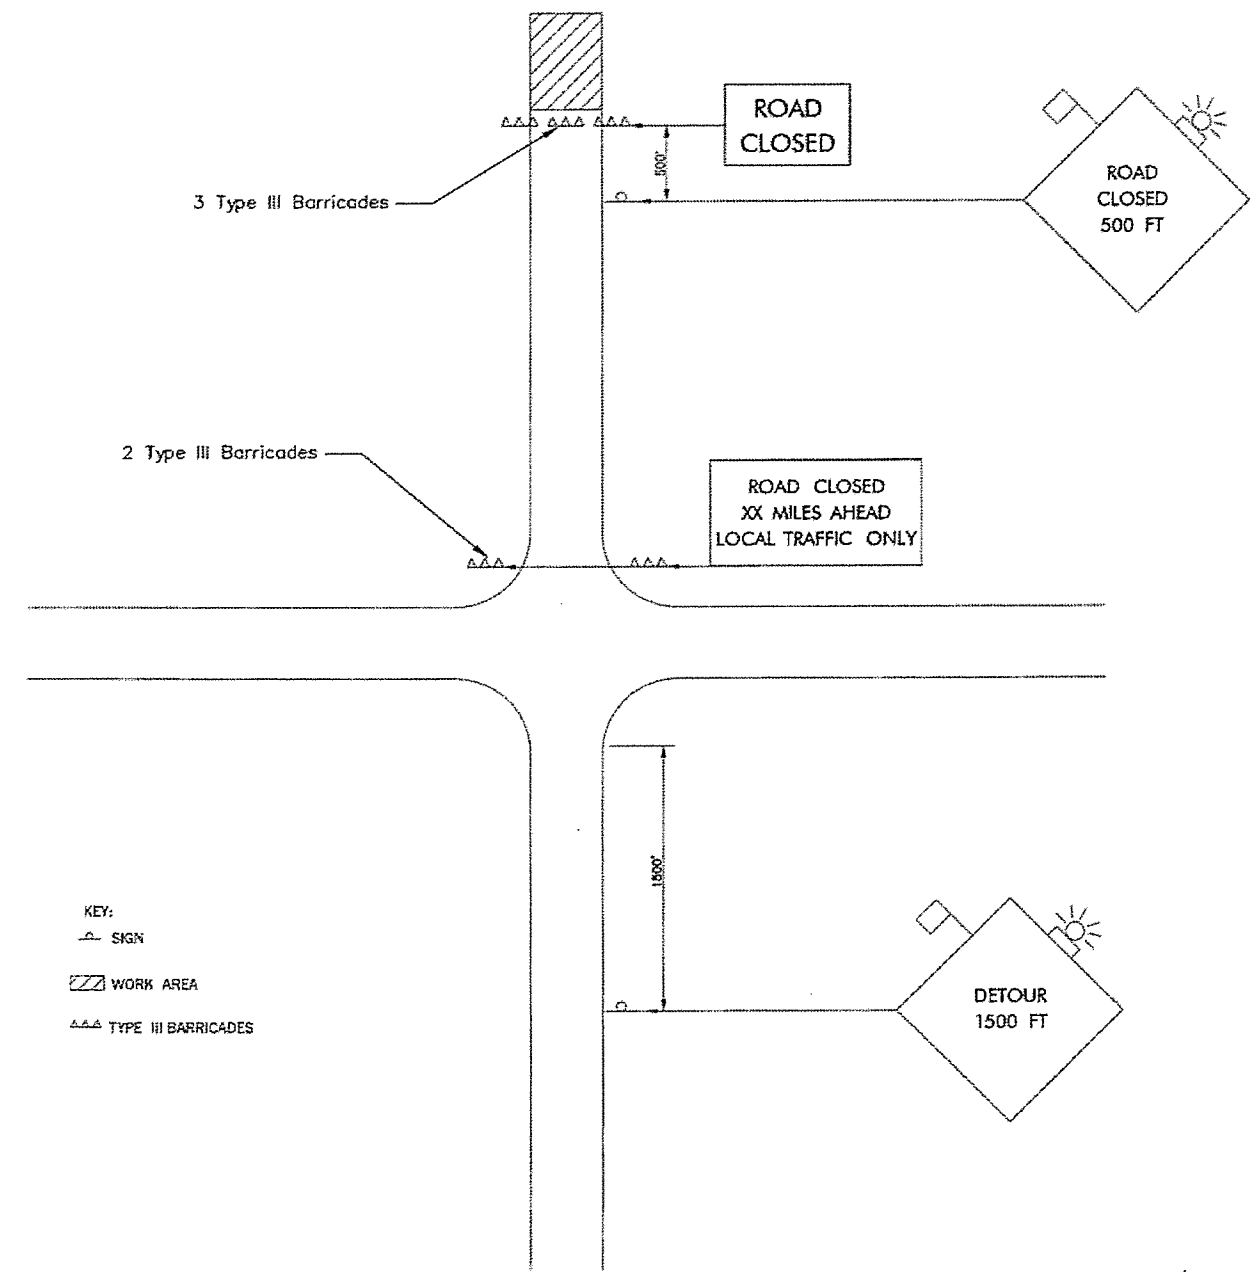 ROAD
CLOSED
500'
3 Type III Barricades
ROAD
CLOSED
500 FT
2 Type III Barricades
ROAD CLOSED
XX MILES AHEAD
LOCAL TRAFFIC ONLY
1500'
KEY:
SIGN
WORK AREA
TYPE III BARRICADES
DETOUR
1500 FT